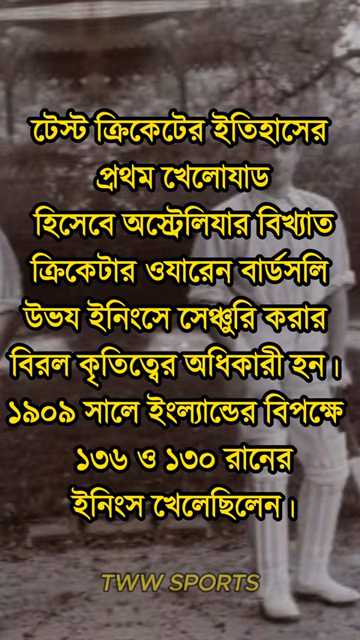 টেস্ট ক্রিকেটের ইতিহাসের
প্রথম খেলোযাড
হিসেবে অস্ট্রেলিযার বিখ্যাত
ক্রিকেটার ওযারেন বার্ডসলি
উভয ইনিংসে সেঞ্চুরি করার
বিরল কৃতিত্বের অধিকারী হন।
১৯০৯ সালে ইংল্যান্ডের বিপক্ষে
১৩৬ ও ১৩০ রানের
ইনিংস খেলেছিলেন।
TWW SPORTS